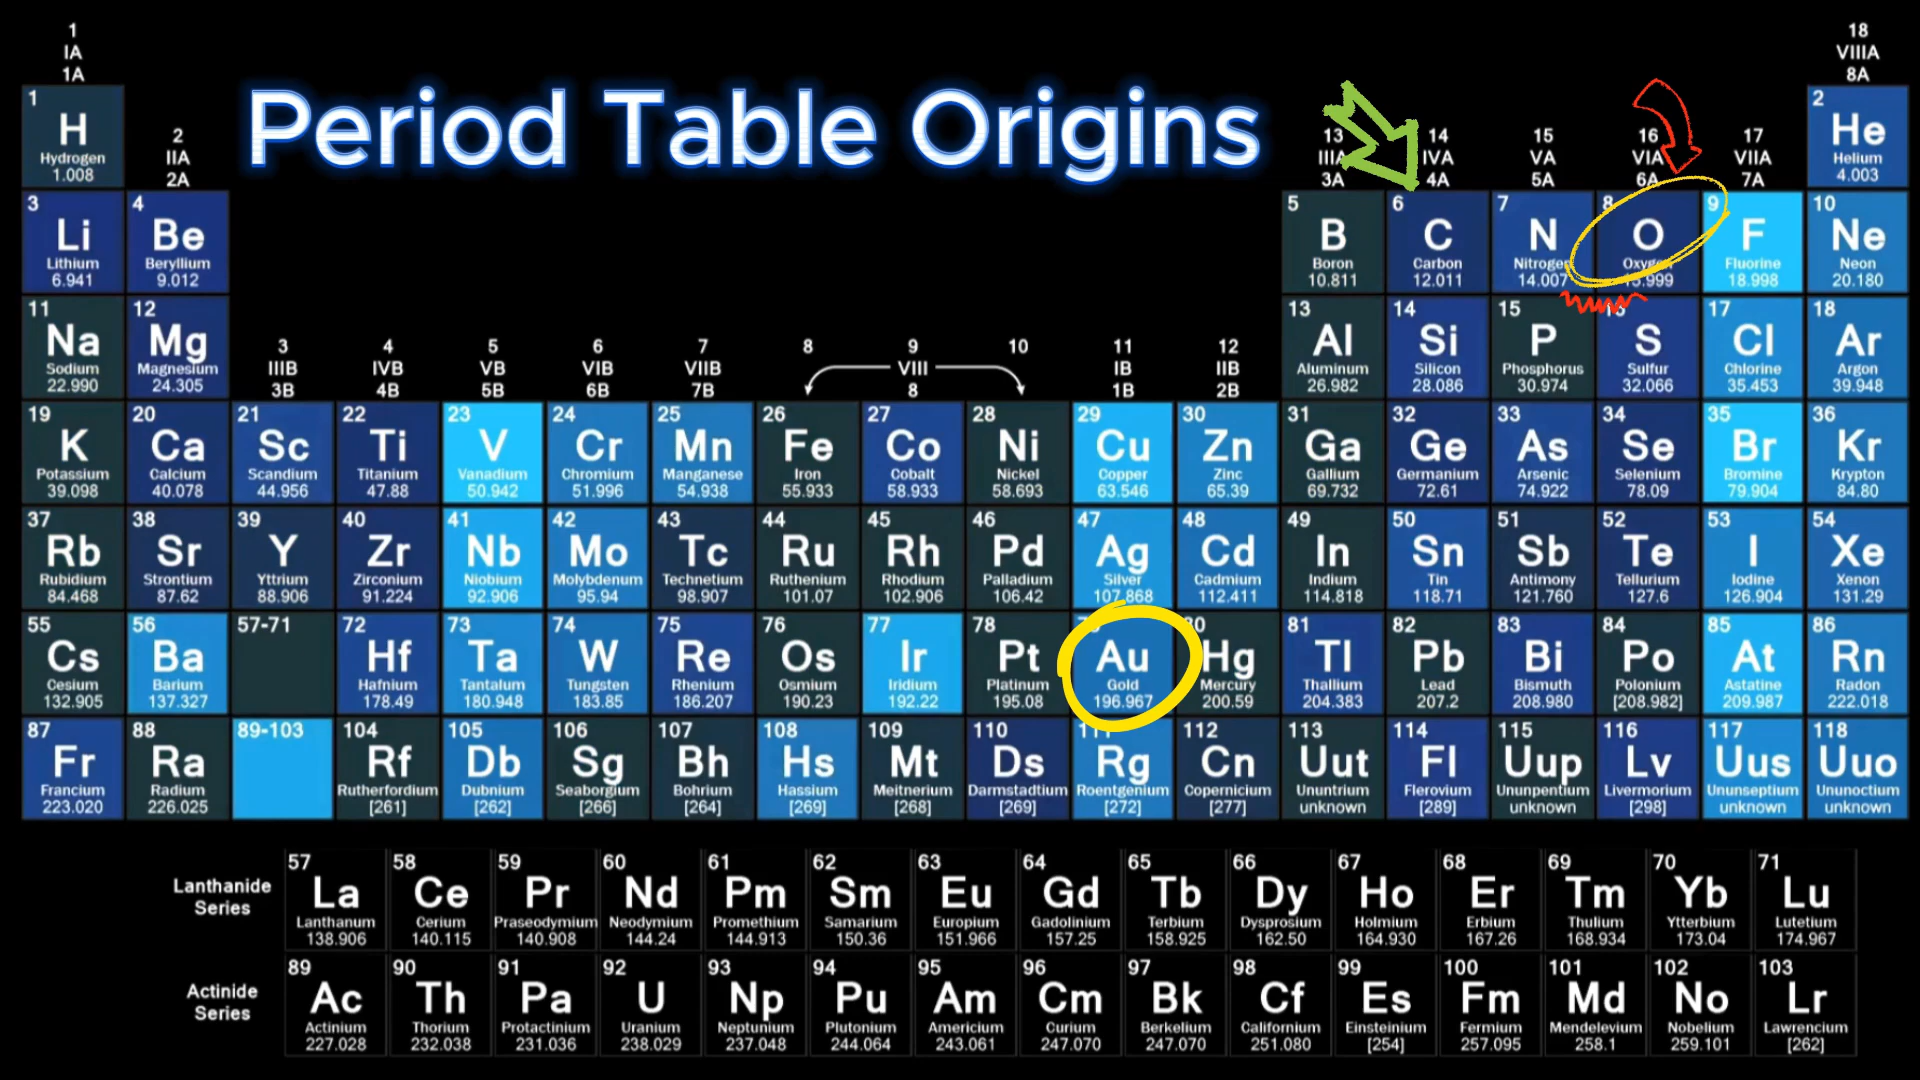 1 18
IA VIIIA
1A 8A
Period Table Origins
1 2
H He
Hydrogen Helium
1.008 4.003
2 13 14 15 16 17
IIA IIIA IVA VA VIA VIIA
2A 3A 4A 5A 6A 7A
3 4 5 6 7 8 9 10
Li Be B C N O F Ne
Lithium Beryllium Boron Carbon Nitrogen Oxygen Fluorine Neon
6.941 9.012 10.811 12.011 14.007 15.999 18.998 20.180
11 12 13 14 15 16 17 18
Na Mg Al Si P S Cl Ar
Sodium Magnesium Aluminum Silicon Phosphorus Sulfur Chlorine Argon
22.990 24.305 26.982 28.086 30.974 32.066 35.453 39.948
3 4 5 6 7 8 9 10 11 12
IIIB IVB VB VIB VIIB VIII IB IIB
3B 4B 5B 6B 7B 8 1B 2B
19 20 21 22 23 24 25 26 27 28 29 30 31 32 33 34 35 36
K Ca Sc Ti V Cr Mn Fe Co Ni Cu Zn Ga Ge As Se Br Kr
Potassium Calcium Scandium Titanium Vanadium Chromium Manganese Iron Cobalt Nickel Copper Zinc Gallium Germanium Arsenic Selenium Bromine Krypton
39.098 40.078 44.956 47.88 50.942 51.996 54.938 55.933 58.933 58.693 63.546 65.39 69.732 72.61 74.922 78.09 79.904 84.80
37 38 39 40 41 42 43 44 45 46 47 48 49 50 51 52 53 54
Rb Sr Y Zr Nb Mo Tc Ru Rh Pd Ag Cd In Sn Sb Te I Xe
Rubidium Strontium Yttrium Zirconium Niobium Molybdenum Technetium Ruthenium Rhodium Palladium Silver Cadmium Indium Tin Antimony Tellurium Iodine Xenon
84.468 87.62 88.906 91.224 92.906 95.94 98.907 101.07 102.906 106.42 107.868 112.411 114.818 118.71 121.760 127.6 126.904 131.29
55 56 57-71 72 73 74 75 76 77 78 79 80 81 82 83 84 85 86
Cs Ba Hf Ta W Re Os Ir Pt Au Hg Tl Pb Bi Po At Rn
Cesium Barium Hafnium Tantalum Tungsten Rhenium Osmium Iridium Platinum Gold Mercury Thallium Lead Bismuth Polonium Astatine Radon
132.905 137.327 178.49 180.948 183.85 186.207 190.23 192.22 195.08 196.967 200.59 204.383 207.2 208.980 [208.982] 209.987 222.018
87 88 89-103 104 105 106 107 108 109 110 111 112 113 114 115 116 117 118
Fr Ra Rf Db Sg Bh Hs Mt Ds Rg Cn Uut Fl Uup Lv Uus Uuo
Francium Radium Rutherfordium Dubnium Seaborgium Bohrium Hassium Meitnerium Darmstadtium Roentgenium Copernicium Ununtrium Flerovium Ununpentium Livermorium Ununseptium Ununoctium
223.020 226.025 [261] [262] [266] [264] [269] [268] [269] [272] [277] unknown [289] unknown [298] unknown unknown
Lanthanide
Series
57 58 59 60 61 62 63 64 65 66 67 68 69 70 71
La Ce Pr Nd Pm Sm Eu Gd Tb Dy Ho Er Tm Yb Lu
Lanthanum Cerium Praseodymium Neodymium Promethium Samarium Europium Gadolinium Terbium Dysprosium Holmium Erbium Thulium Ytterbium Lutetium
138.906 140.115 140.908 144.24 144.913 150.36 151.966 157.25 158.925 162.50 164.930 167.26 168.934 173.04 174.967
Actinide
Series
89 90 91 92 93 94 95 96 97 98 99 100 101 102 103
Ac Th Pa U Np Pu Am Cm Bk Cf Es Fm Md No Lr
Actinium Thorium Protactinium Uranium Neptunium Plutonium Americium Curium Berkelium Californium Einsteinium Fermium Mendelevium Nobelium Lawrencium
227.028 232.038 231.036 238.029 237.048 244.064 243.061 247.070 247.070 251.080 [254] 257.095 258.1 259.101 [262]